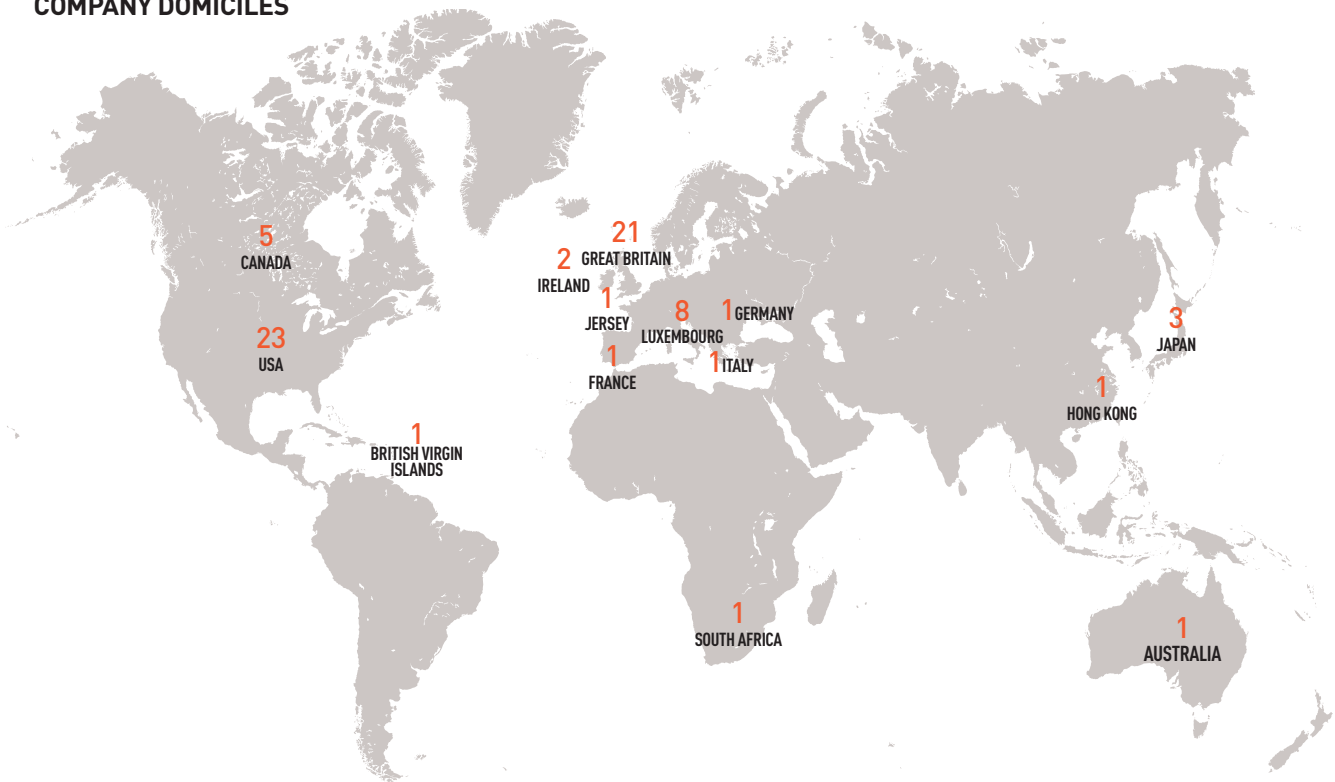 COMPANY DOMICILES
5
CANADA
23
USA
1
BRITISH VIRGIN
ISLANDS
21
GREAT BRITAIN
2
IRELAND
1
JERSEY
8
LUXEMBOURG
1 GERMANY
1
FRANCE
1 ITALY
3
JAPAN
1
HONG KONG
1
SOUTH AFRICA
1
AUSTRALIA